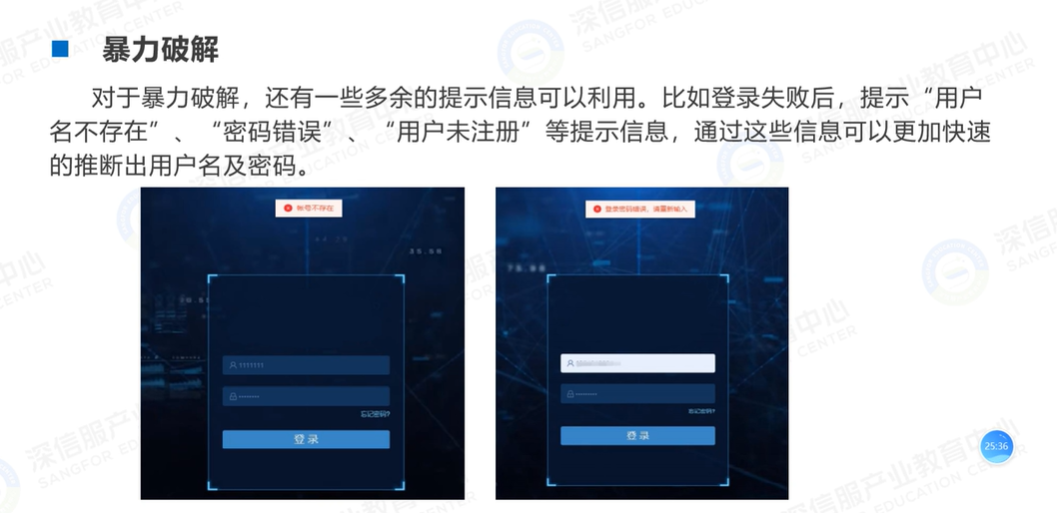 暴力破解
对于暴力破解，还有一些多余的提示信息可以利用。比如登录失败后，提示“用户
名不存在”、“密码错误”、“用户未注册”等提示信息，通过这些信息可以更加快速
的推断出用户名及密码。
账号不存在
登录密码错误，请重新输入
35.58
75.36
1111111
忘记密码?
忘记密码?
登录
登录
25:36
深信服产业教育中心
SANGFOR EDUCATION CENTER